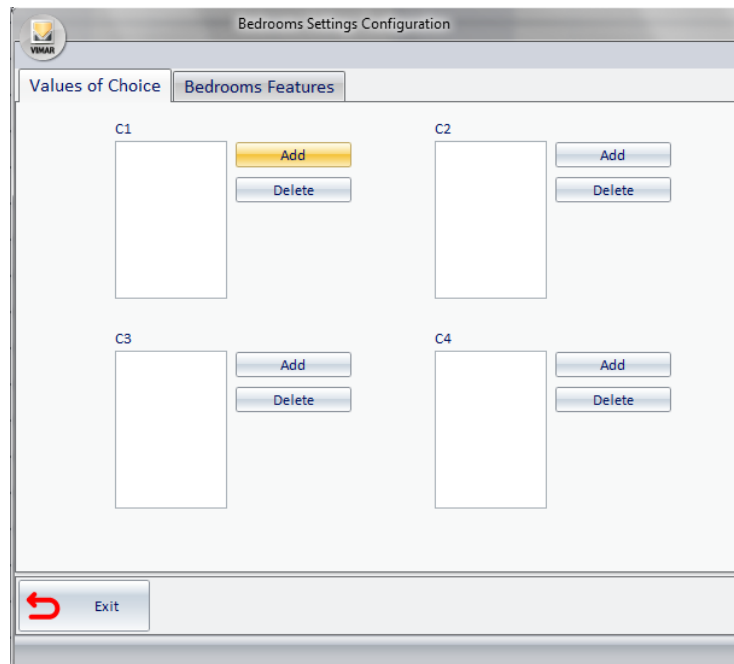 Bedrooms Settings Configuration
VIMAR
Values of Choice Bedrooms Features
C1 C2
Add Add
Delete Delete
C3 C4
Add Add
Delete Delete
Exit